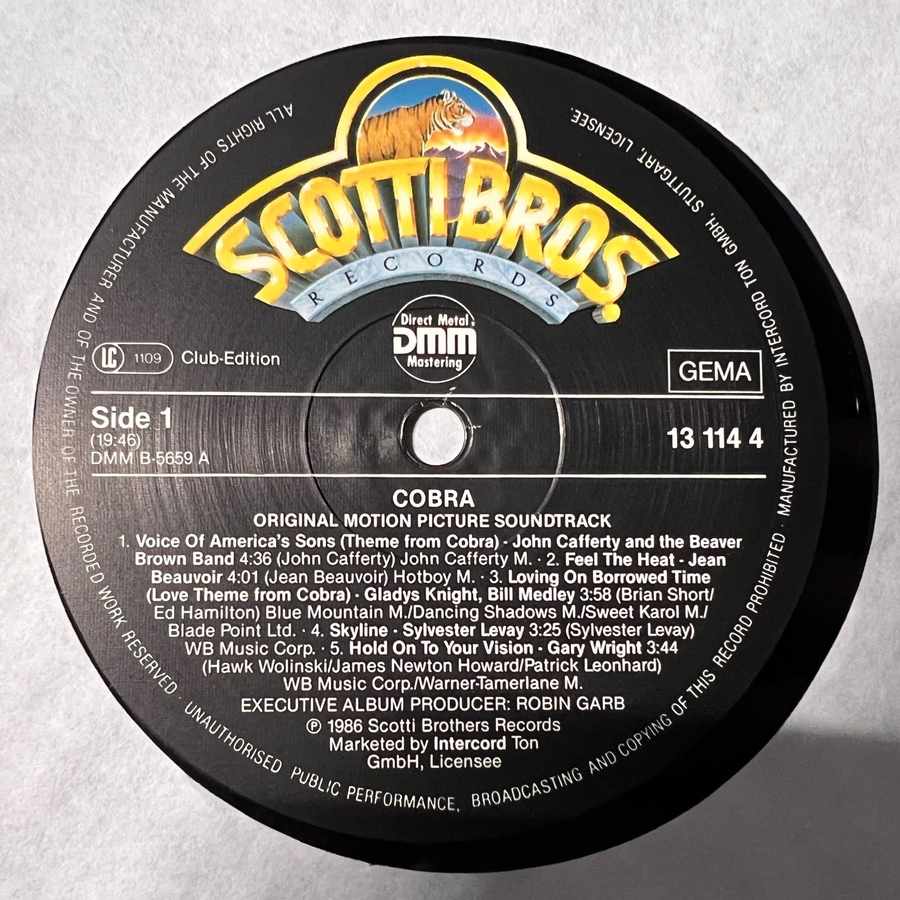 SCOTTI BROS.
RECORDS
Direct Metal
DMM
Mastering
LC 1109 Club-Edition
GEMA
Side 1
(19:46)
DMM B-5659 A
13 114 4
COBRA
ORIGINAL MOTION PICTURE SOUNDTRACK
1. Voice Of America's Sons (Theme from Cobra) - John Cafferty and the Beaver
Brown Band 4:36 (John Cafferty) John Cafferty M. · 2. Feel The Heat - Jean
Beauvoir 4:01 (Jean Beauvoir) Hotboy M. · 3. Loving On Borrowed Time
(Love Theme from Cobra) - Gladys Knight, Bill Medley 3:58 (Brian Short/
Ed Hamilton) Blue Mountain M./Dancing Shadows M./Sweet Karol M./
Blade Point Ltd. · 4. Skyline - Sylvester Levay 3:25 (Sylvester Levay)
WB Music Corp. · 5. Hold On To Your Vision - Gary Wright 3:44
(Hawk Wolinski/James Newton Howard/Patrick Leonhard)
WB Music Corp./Warner-Tamerlane M.
EXECUTIVE ALBUM PRODUCER: ROBIN GARB
℗ 1986 Scotti Brothers Records
Marketed by Intercord Ton
GmbH, Licensee
ALL RIGHTS OF THE MANUFACTURER AND OF THE OWNER OF THE RECORDED WORK RESERVED · UNAUTHORISED PUBLIC PERFORMANCE, BROADCASTING AND COPYING OF THIS RECORD PROHIBITED · MANUFACTURED BY INTERCORD TON GMBH, STUTTGART, LICENSEE.